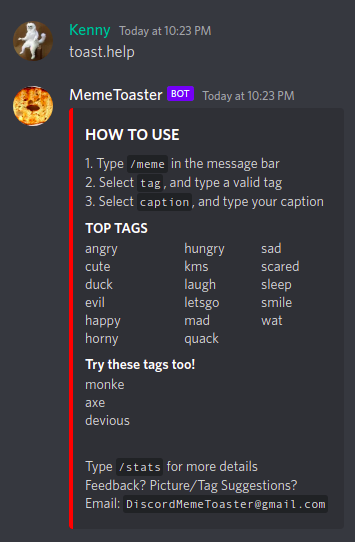 Kenny Today at 10:23 PM
toast.help
MemeToaster BOT Today at 10:23 PM
HOW TO USE
1. Type /meme in the message bar
2. Select tag, and type a valid tag
3. Select caption, and type your caption
TOP TAGS
angry hungry sad
cute kms scared
duck laugh sleep
evil letsgo smile
happy mad wat
horny quack
Try these tags too!
monke
axe
devious
Type /stats for more details
Feedback? Picture/Tag Suggestions?
Email: DiscordMemeToaster@gmail.com